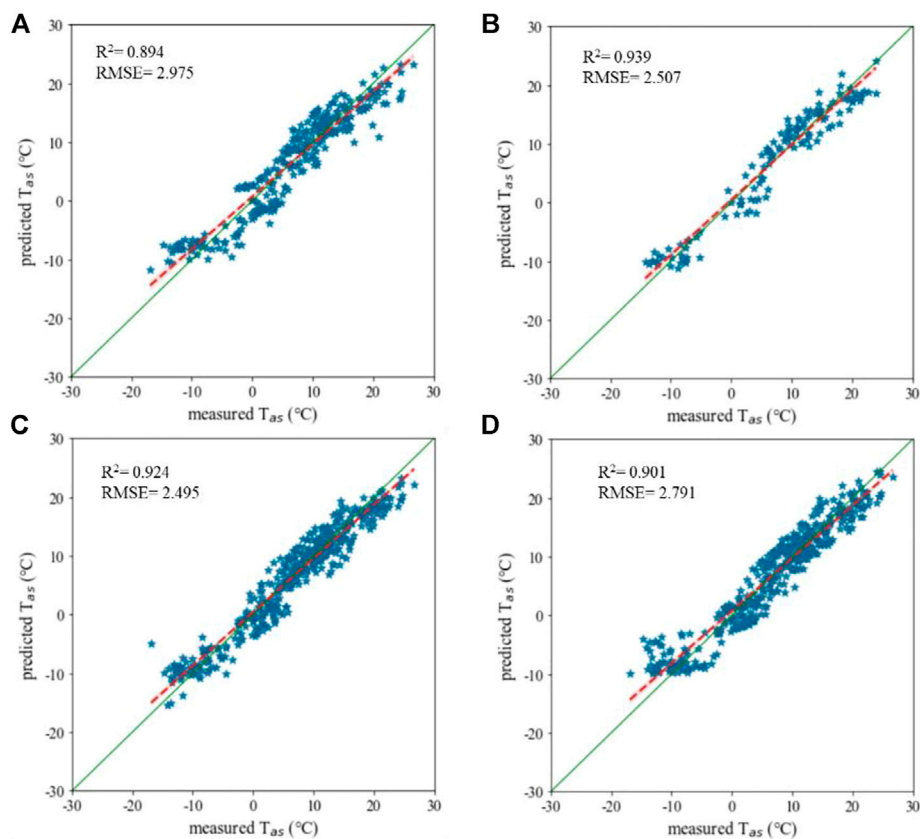 A
R²= 0.894
RMSE= 2.975
30
20
10
0
-10
-20
-30
predicted Tas (°C)
-30 -20 -10 0 10 20 30
measured Tas (°C)
B
R²= 0.939
RMSE= 2.507
30
20
10
0
-10
-20
-30
predicted Tas (°C)
-30 -20 -10 0 10 20 30
measured Tas (°C)
C
R²= 0.924
RMSE= 2.495
30
20
10
0
-10
-20
-30
predicted Tas (°C)
-30 -20 -10 0 10 20 30
measured Tas (°C)
D
R²= 0.901
RMSE= 2.791
30
20
10
0
-10
-20
-30
predicted Tas (°C)
-30 -20 -10 0 10 20 30
measured Tas (°C)